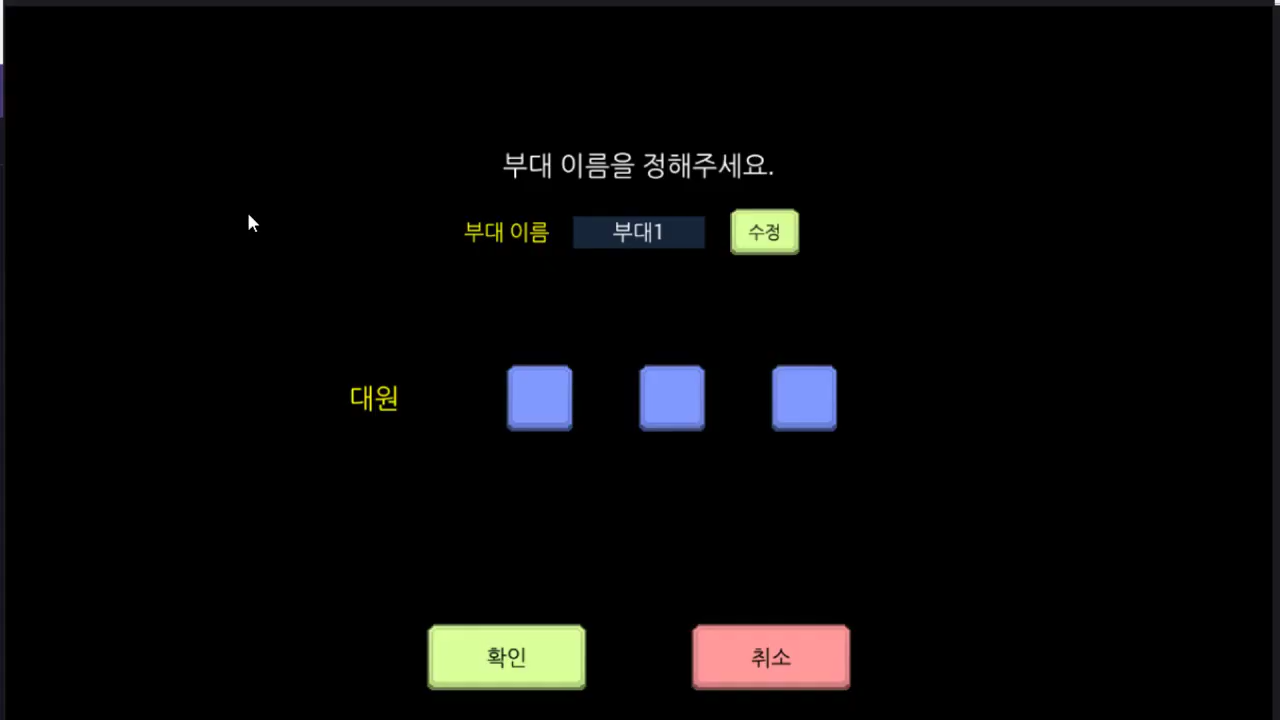 부대 이름을 정해주세요.
부대 이름 부대1 수정
대원
확인 취소